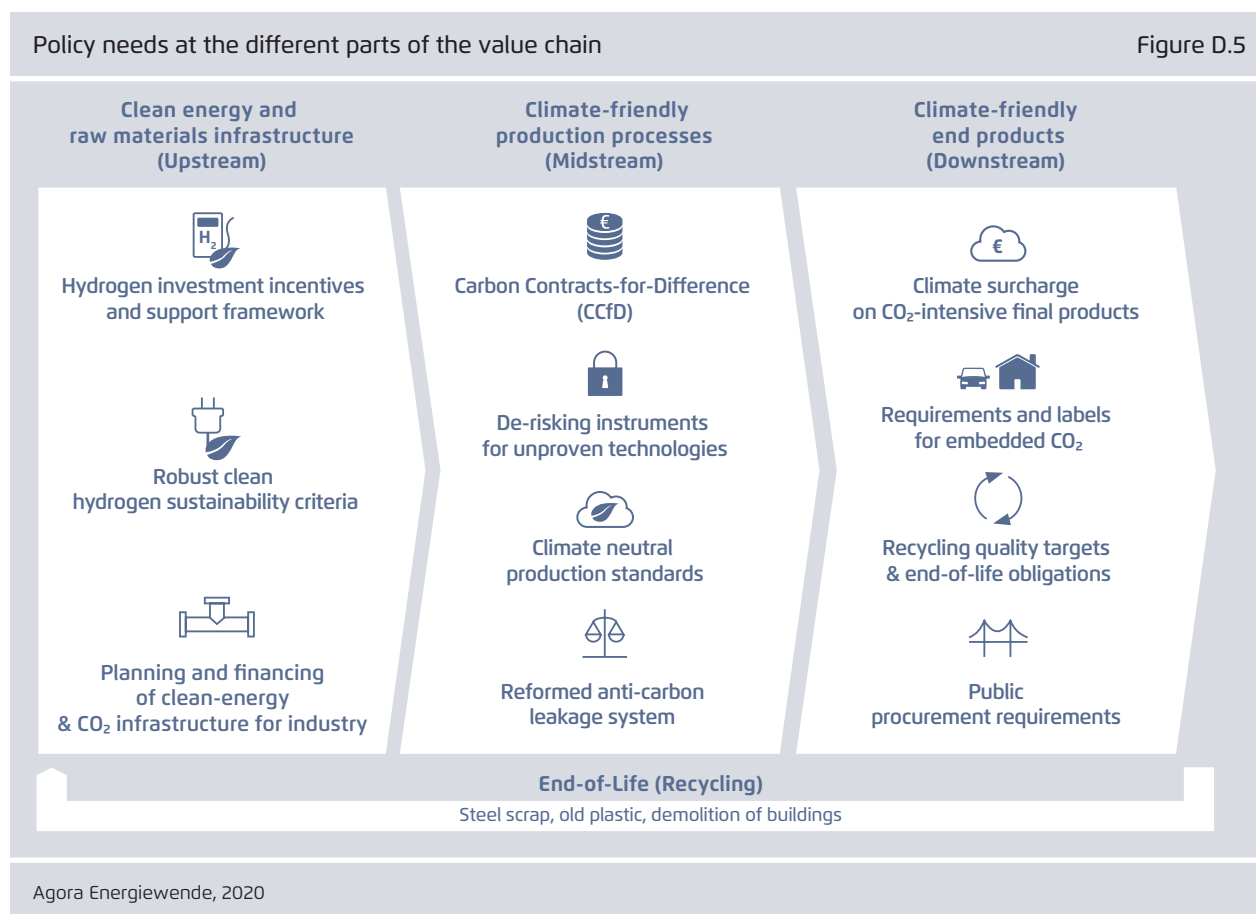 Policy needs at the different parts of the value chain
Figure D.5
Clean energy and
raw materials infrastructure
(Upstream)
H₂
Hydrogen investment incentives
and support framework
Robust clean
hydrogen sustainability criteria
Planning and financing
of clean-energy
& CO₂ infrastructure for industry
Climate-friendly
production processes
(Midstream)
€
Carbon Contracts-for-Difference
(CCfD)
De-risking instruments
for unproven technologies
Climate neutral
production standards
Reformed anti-carbon
leakage system
Climate-friendly
end products
(Downstream)
€
Climate surcharge
on CO₂-intensive final products
Requirements and labels
for embedded CO₂
Recycling quality targets
& end-of-life obligations
Public
procurement requirements
End-of-Life (Recycling)
Steel scrap, old plastic, demolition of buildings
Agora Energiewende, 2020